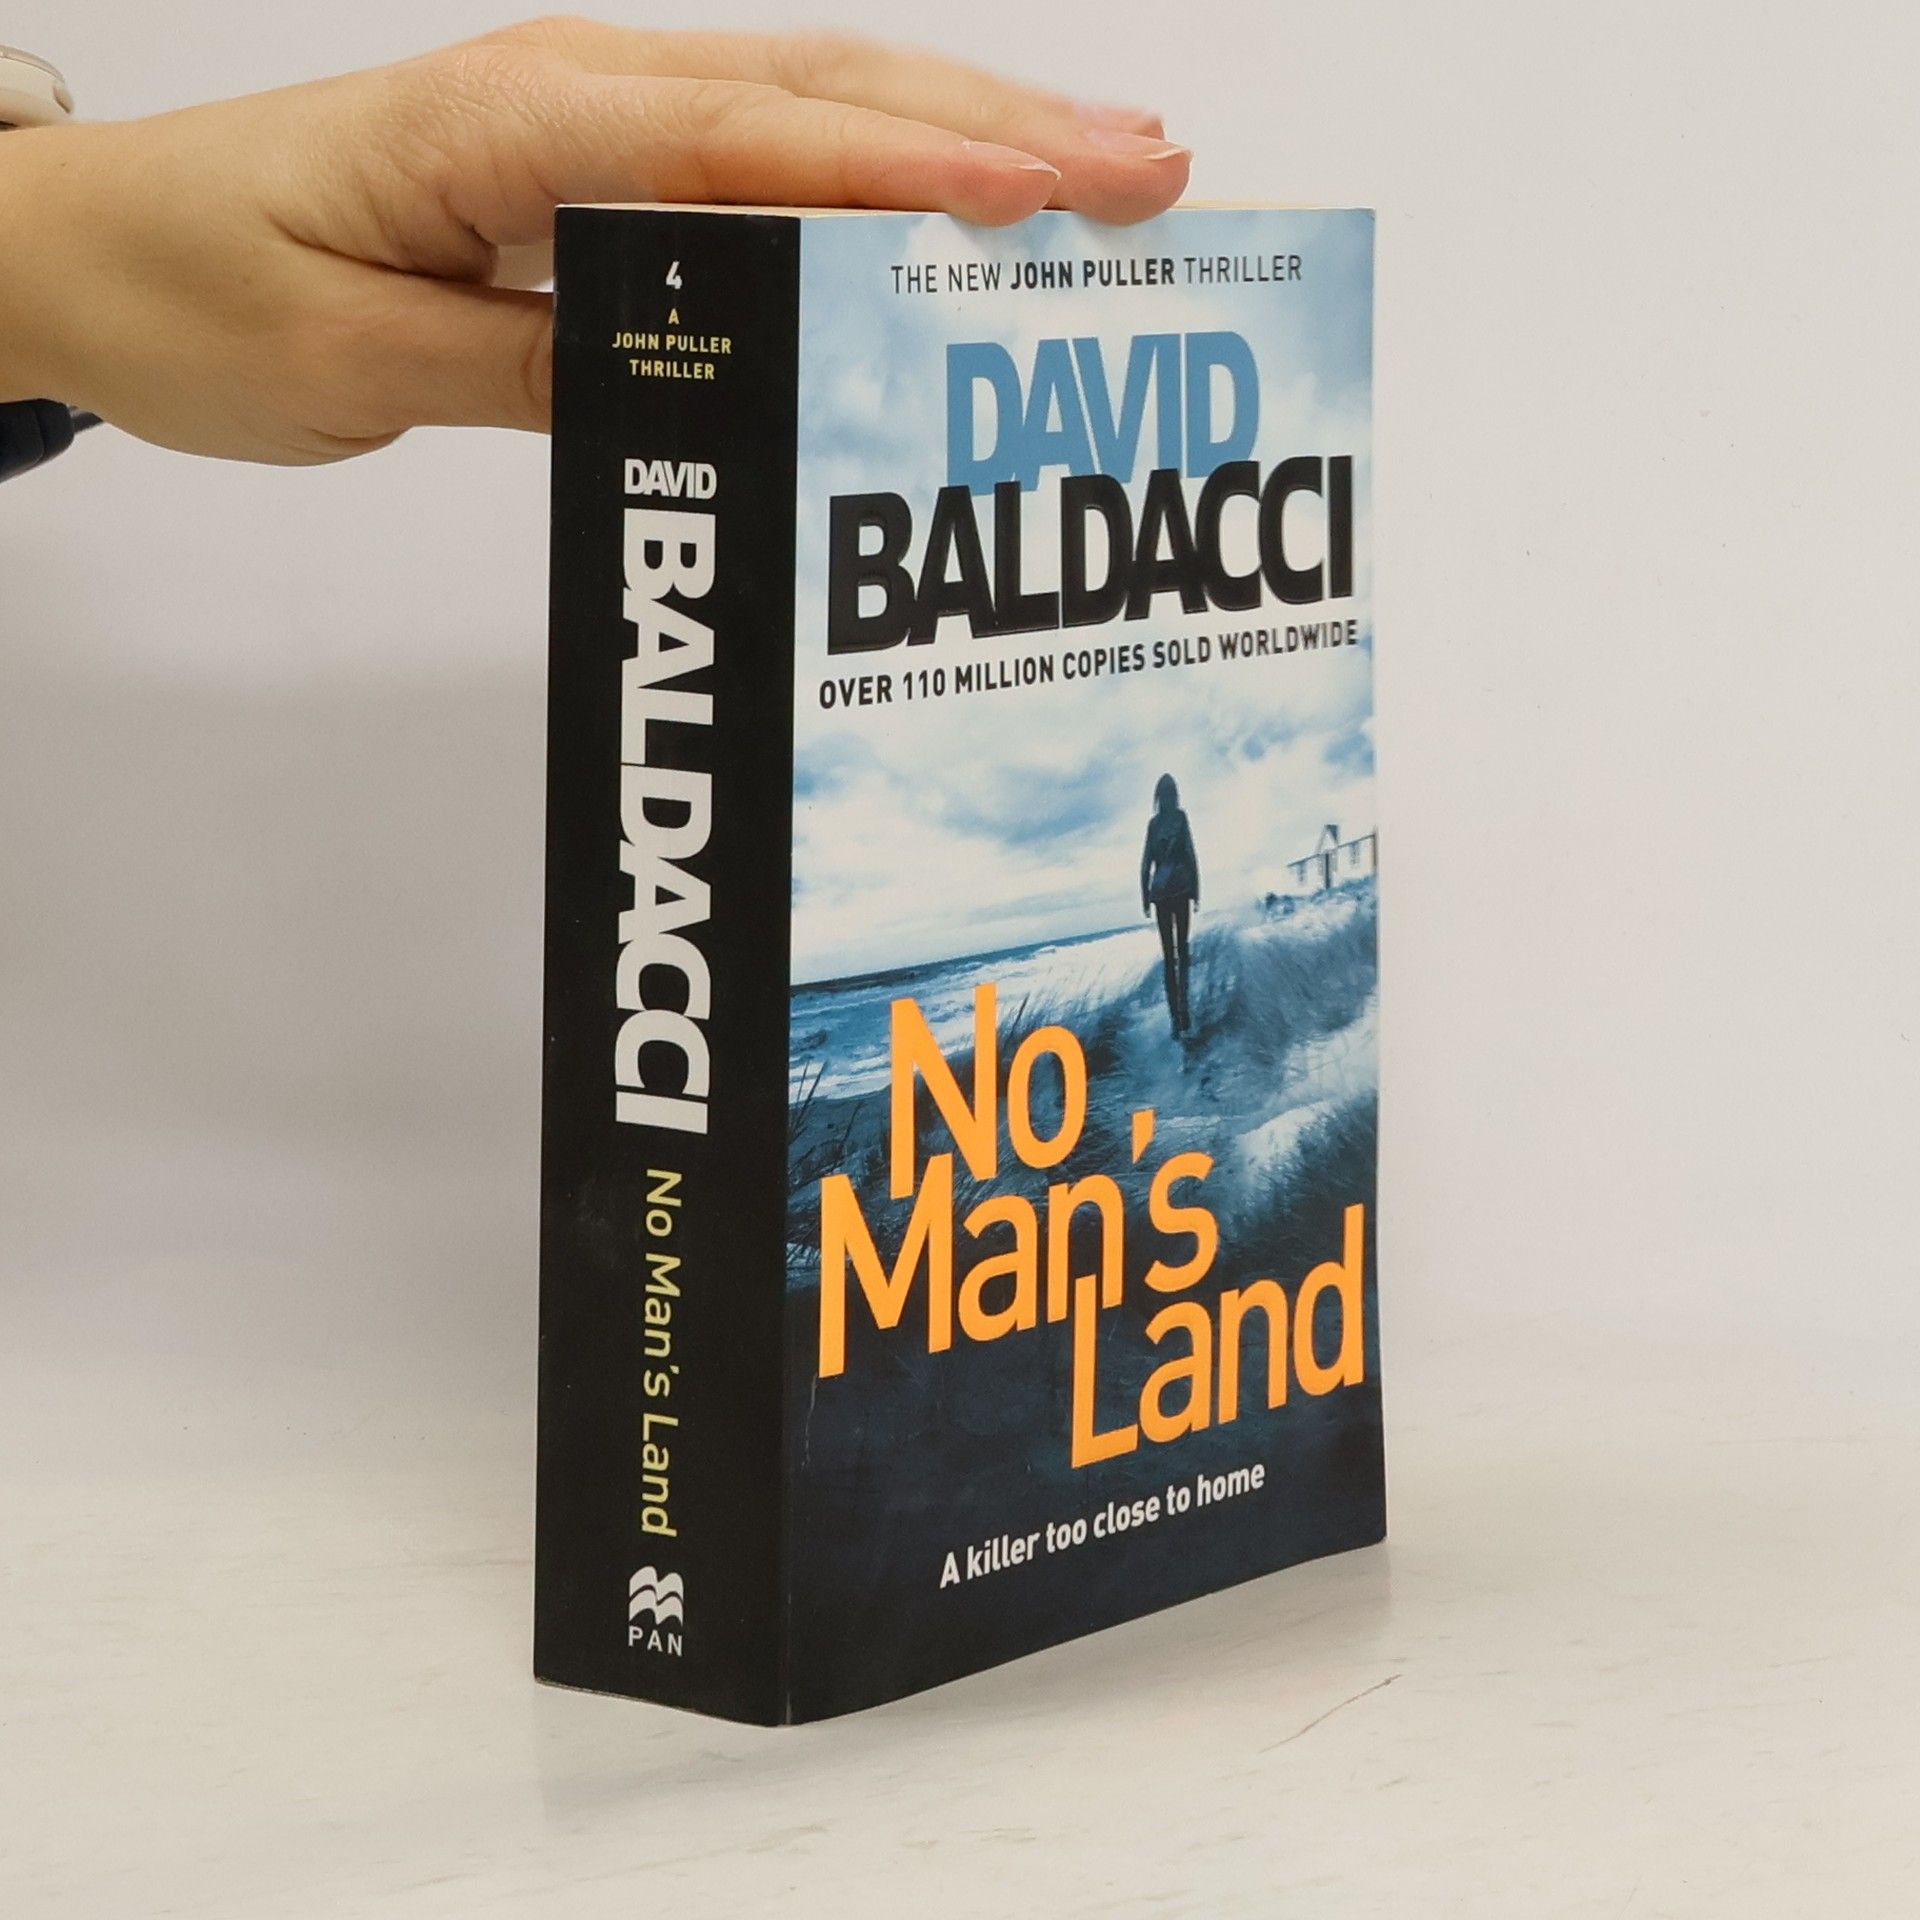 4
A
JOHN PULLER
THRILLER
DAVID
BALDACCI
No Man's Land
PAN
THE NEW JOHN PULLER THRILLER
DAVID
BALDACCI
OVER 110 MILLION COPIES SOLD WORLDWIDE
No
Man's
Land
A killer too close to home